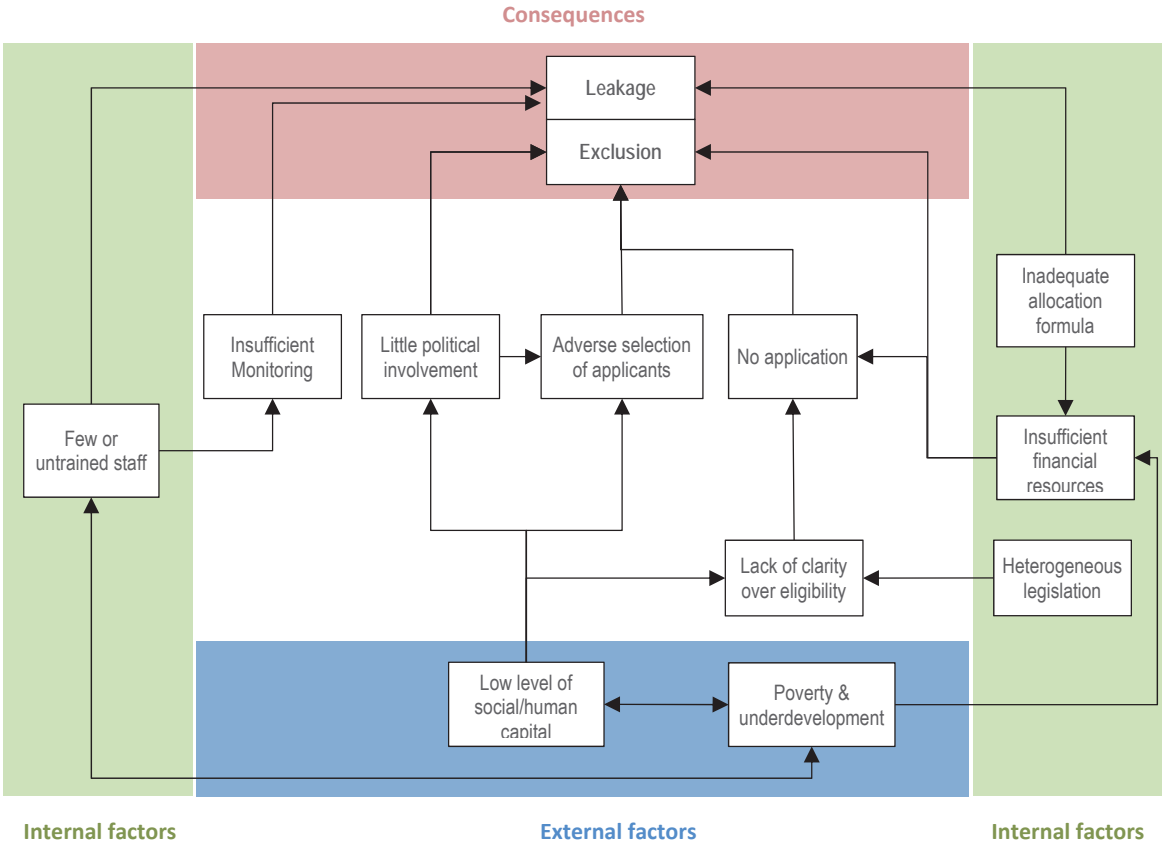 Consequences
Leakage
Exclusion
Inadequate
allocation
formula
Insufficient
Monitoring
Little political
involvement
Adverse selection
of applicants
No application
Few or
untrained staff
Insufficient
financial
resources
Lack of clarity
over eligibility
Heterogeneous
legislation
Low level of
social/human
capital
Poverty &
underdevelopment
Internal factors
External factors
Internal factors